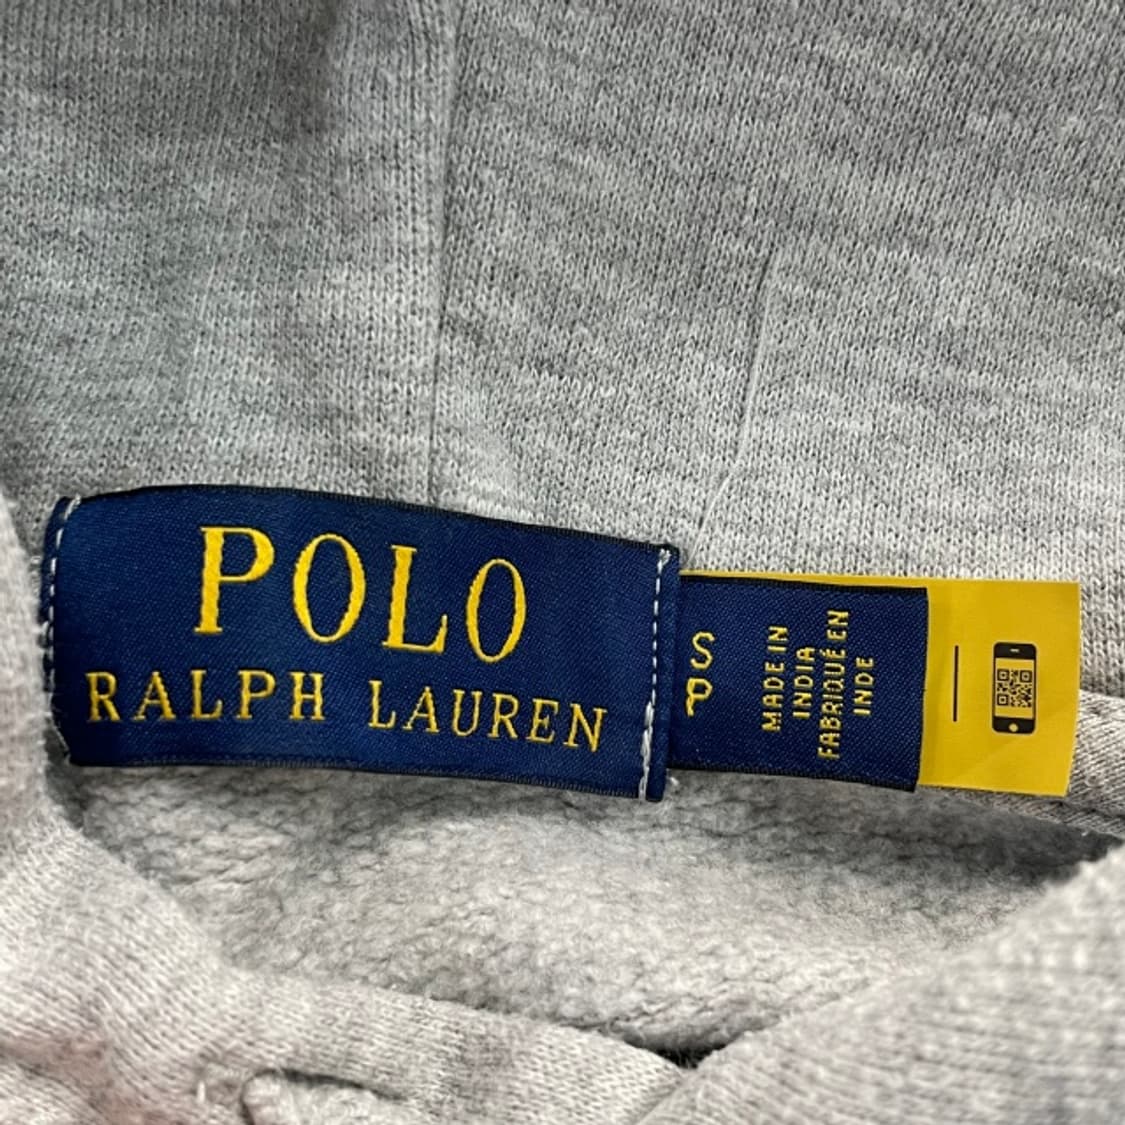 POLO
RALPH LAUREN
S
P
MADE IN
INDIA
FABRIQUÉ EN
INDE